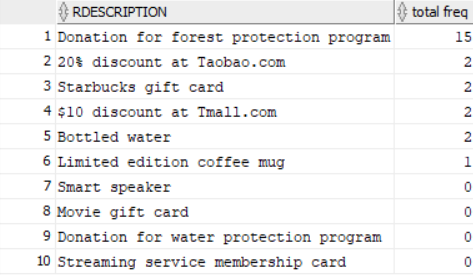 RDESCRIPTION total freq
1 Donation for forest protection program 15
2 20% discount at Taobao.com 2
3 Starbucks gift card 2
4 $10 discount at Tmall.com 2
5 Bottled water 2
6 Limited edition coffee mug 1
7 Smart speaker 0
8 Movie gift card 0
9 Donation for water protection program 0
10 Streaming service membership card 0